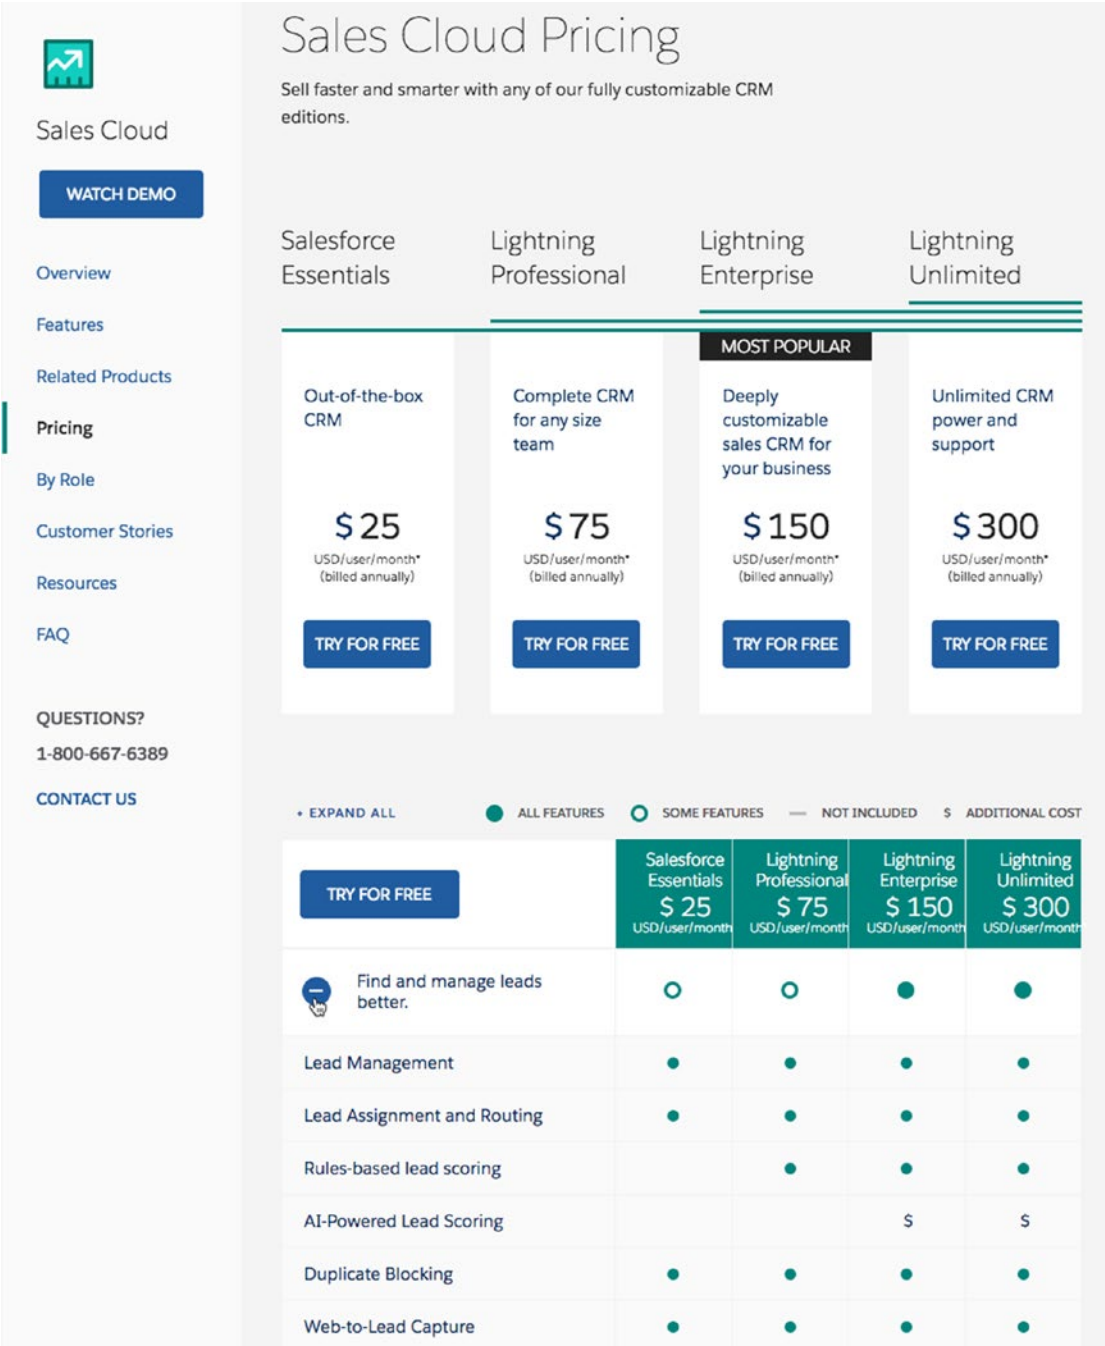 Sales Cloud
WATCH DEMO
Overview
Features
Related Products
Pricing
By Role
Customer Stories
Resources
FAQ
QUESTIONS?
1-800-667-6389
CONTACT US
Sales Cloud Pricing
Sell faster and smarter with any of our fully customizable CRM
editions.
Salesforce
Essentials
Out-of-the-box
CRM
$ 25
USD/user/month*
(billed annually)
TRY FOR FREE
Lightning
Professional
Complete CRM
for any size
team
$ 75
USD/user/month*
(billed annually)
TRY FOR FREE
Lightning
Enterprise
MOST POPULAR
Deeply
customizable
sales CRM for
your business
$ 150
USD/user/month*
(billed annually)
TRY FOR FREE
Lightning
Unlimited
Unlimited CRM
power and
support
$ 300
USD/user/month*
(billed annually)
TRY FOR FREE
+ EXPAND ALL
ALL FEATURES
SOME FEATURES
NOT INCLUDED
$ ADDITIONAL COST
TRY FOR FREE
Salesforce
Essentials
$ 25
USD/user/month
Lightning
Professional
$ 75
USD/user/month
Lightning
Enterprise
$ 150
USD/user/month
Lightning
Unlimited
$ 300
USD/user/month
Find and manage leads
better.
Lead Management
Lead Assignment and Routing
Rules-based lead scoring
AI-Powered Lead Scoring $ $
Duplicate Blocking
Web-to-Lead Capture